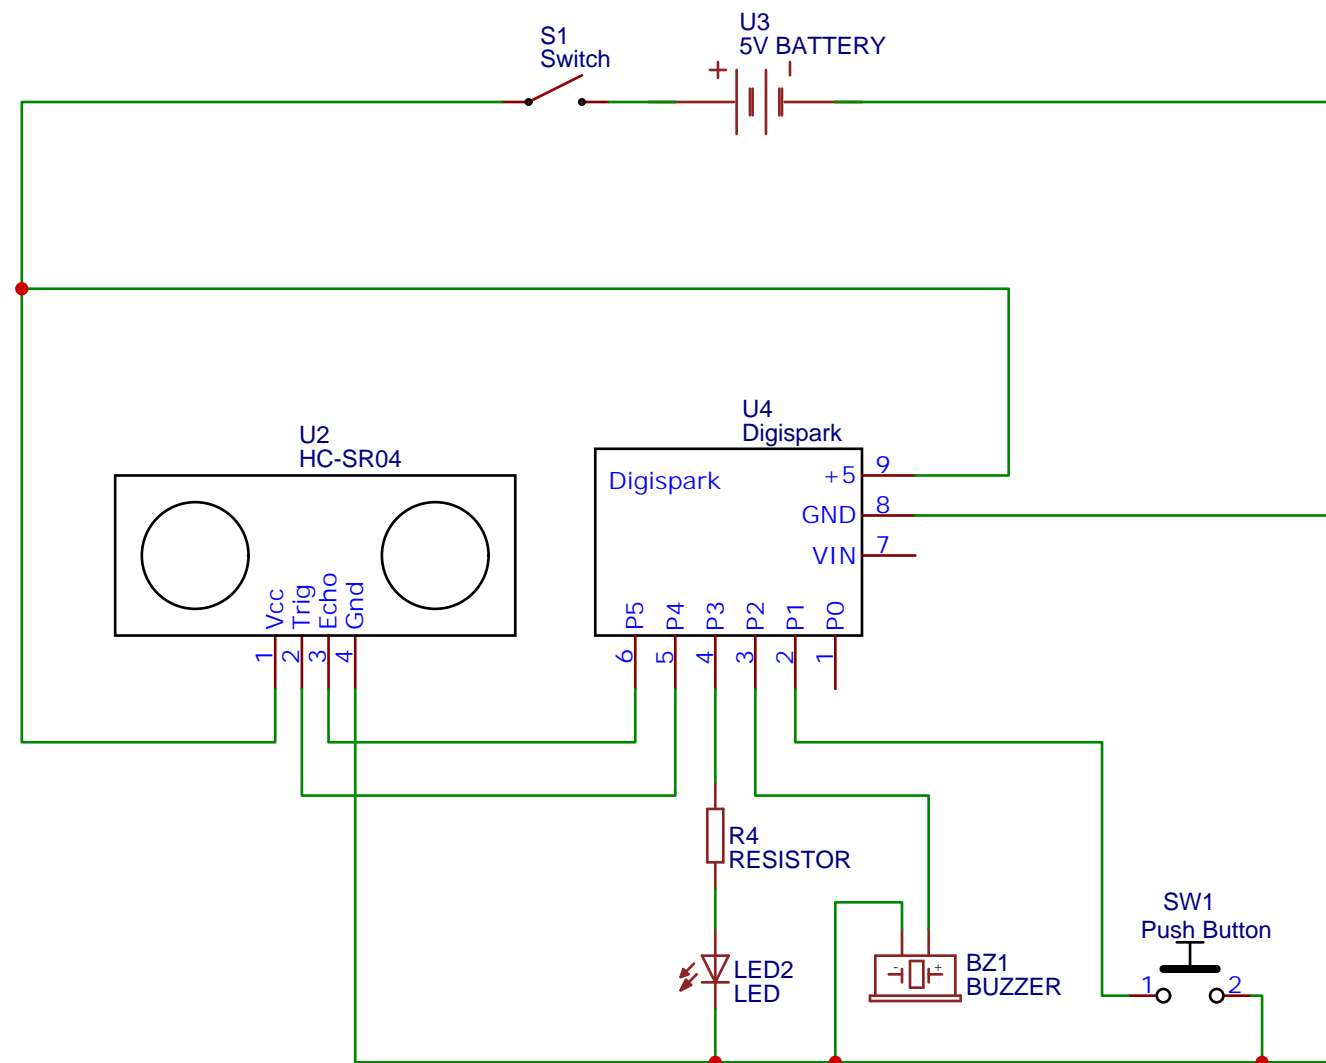 S1
Switch
U3
5V BATTERY
+
-
U2
HC-SR04
Vcc
Trig
Echo
Gnd
1
2
3
4
U4
Digispark
Digispark
+5
9
GND
8
VIN
7
P5
P4
P3
P2
P1
P0
6
5
4
3
2
1
R4
RESISTOR
LED2
LED
- +
BZ1
BUZZER
SW1
Push Button
1 2